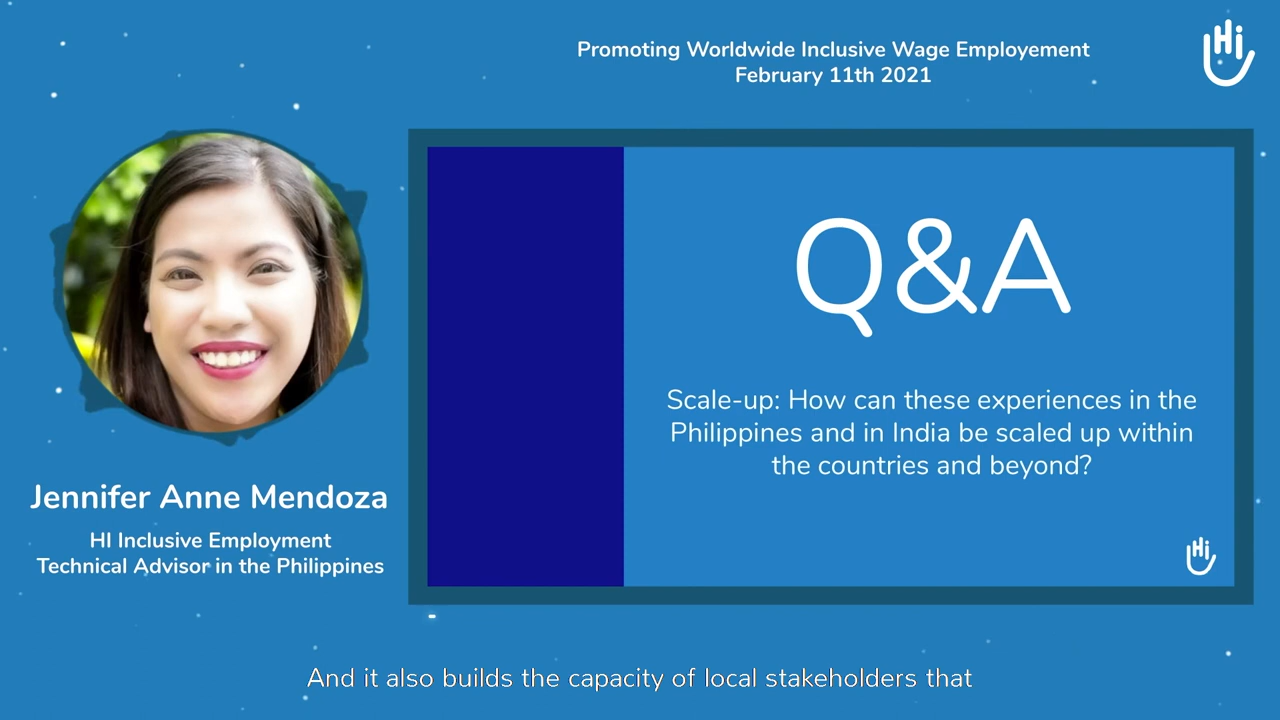 Promoting Worldwide Inclusive Wage Employement
February 11th 2021
Hi
Q&A
Scale-up: How can these experiences in the
Philippines and in India be scaled up within
the countries and beyond?
Hi
Jennifer Anne Mendoza
HI Inclusive Employment
Technical Advisor in the Philippines
And it also builds the capacity of local stakeholders that